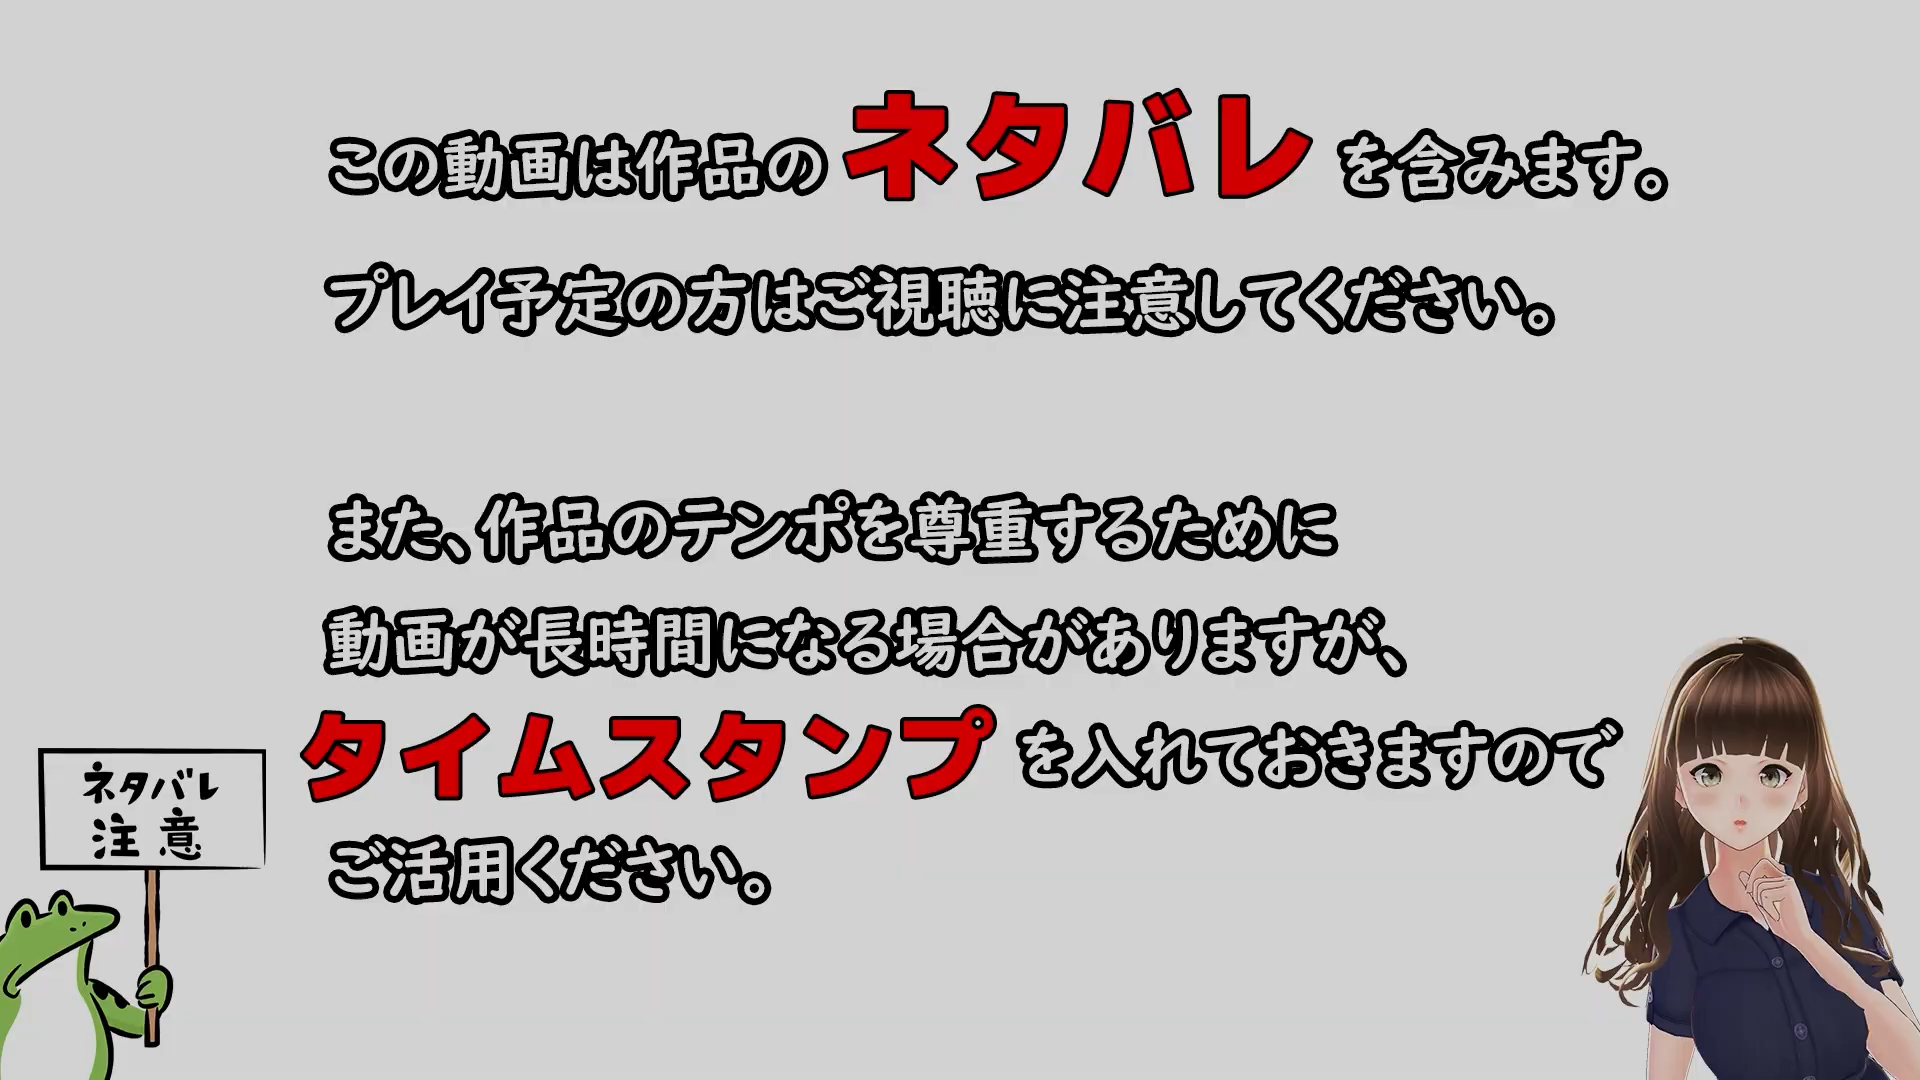 この動画は作品のネタバレを含みます。
プレイ予定の方はご視聴に注意してください。
また、作品のテンポを尊重するために
動画が長時間になる場合がありますが、
タイムスタンプを入れておきますので
ご活用ください。
ネタバレ
注意